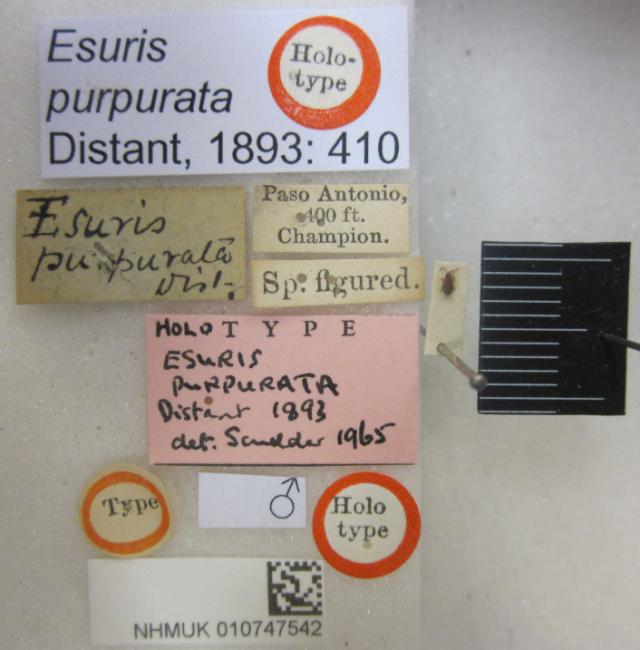 Esuris
purpurata
Distant, 1893: 410
Holo-
type
Esuris
purpurata
Dist.
Paso Antonio,
400 ft.
Champion.
Sp. figured.
HOLOTYPE
ESURIS
PURPURATA
Distant 1893
det. Scudder 1965
Type
♂
Holo
type
NHMUK 010747542